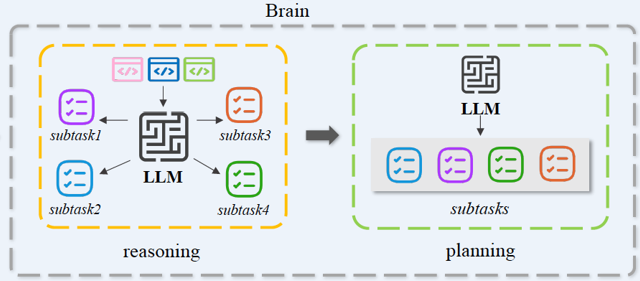 Brain
</>
</>
</>
subtask1
subtask3
LLM
subtask2
subtask4
reasoning
LLM
subtasks
planning